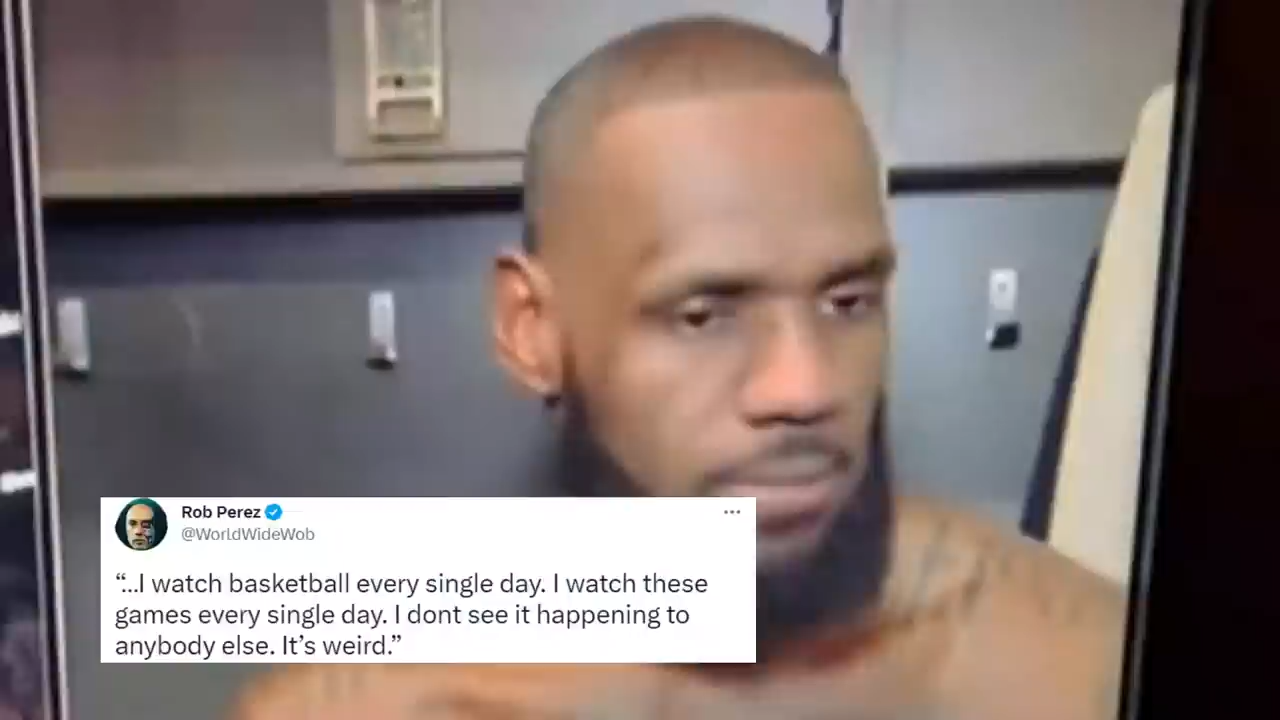 Rob Perez
@WorldWideWob
“...I watch basketball every single day. I watch these
games every single day. I dont see it happening to
anybody else. It’s weird.”